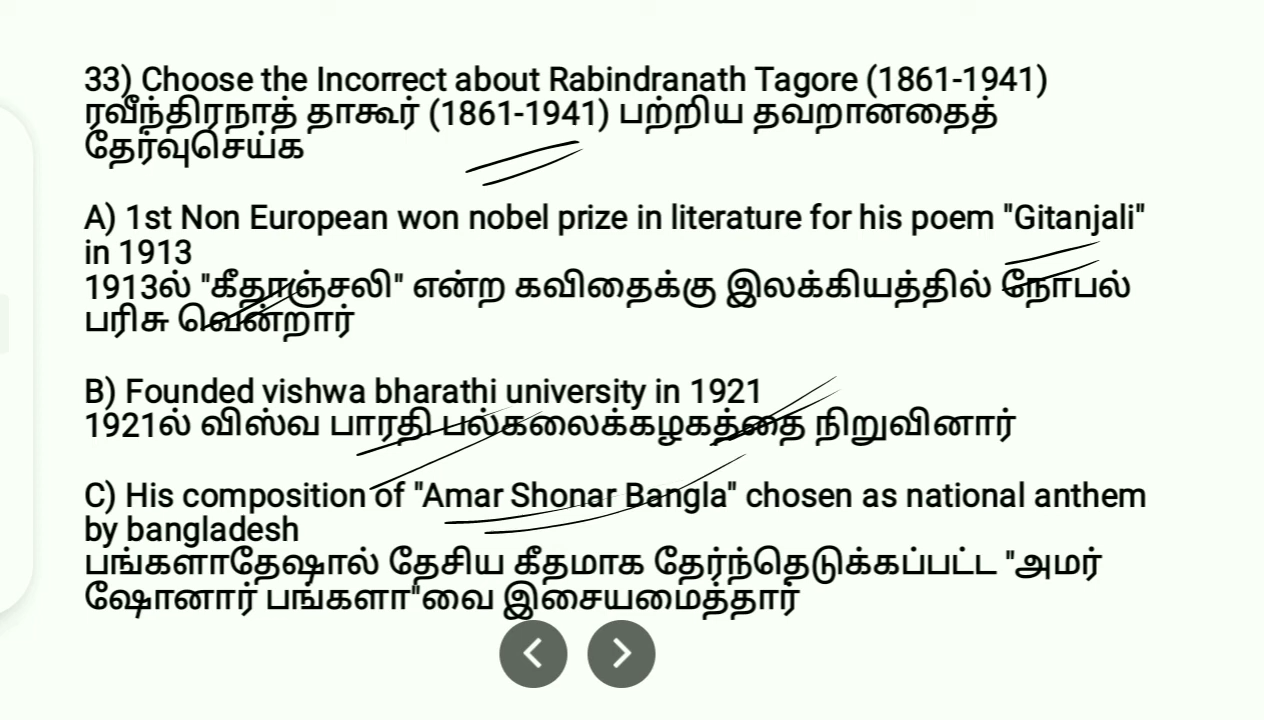 33) Choose the Incorrect about Rabindranath Tagore (1861-1941)
ரவீந்திரநாத் தாகூர் (1861-1941) பற்றிய தவறானதைத்
தேர்வுசெய்க
A) 1st Non European won nobel prize in literature for his poem "Gitanjali"
in 1913
1913ல் "கீதாஞ்சலி" என்ற கவிதைக்கு இலக்கியத்தில் நோபல்
பரிசு வென்றார்
B) Founded vishwa bharathi university in 1921
1921ல் விஸ்வ பாரதி பல்கலைக்கழகத்தை நிறுவினார்
C) His composition of "Amar Shonar Bangla" chosen as national anthem
by bangladesh
பங்களாதேஷால் தேசிய கீதமாக தேர்ந்தெடுக்கப்பட்ட "அமர்
ஷோனார் பங்களா"வை இசையமைத்தார்